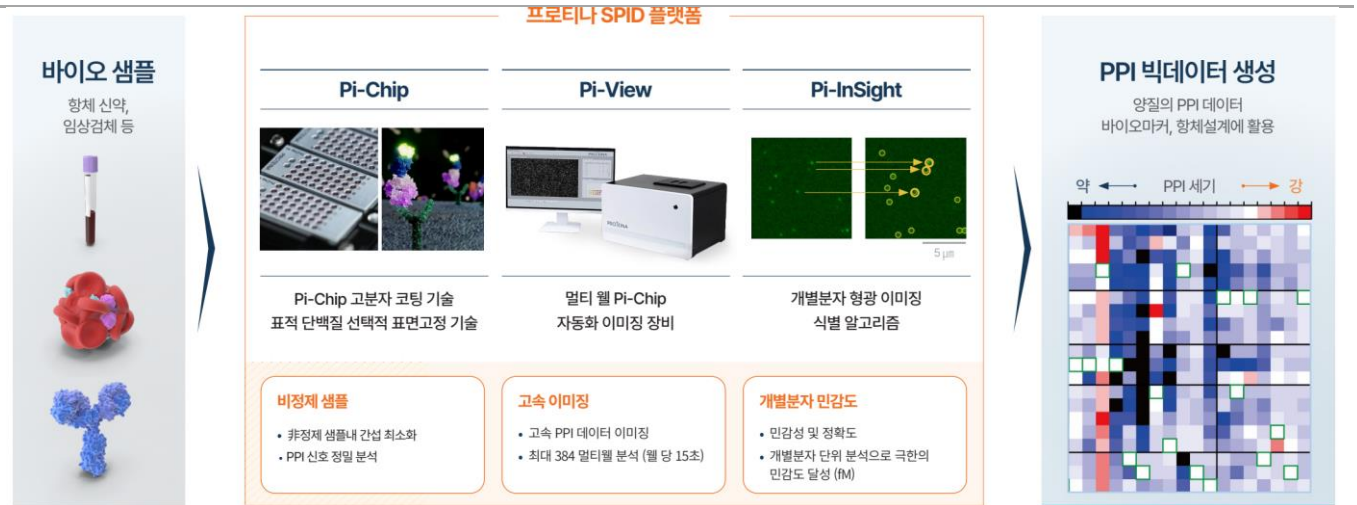 프로티나 SPID 플랫폼
바이오 샘플
항체 신약,
임상검체 등
Pi-Chip
Pi-Chip 고분자 코팅 기술
표적 단백질 선택적 표면고정 기술
Pi-View
멀티 웰 Pi-Chip
자동화 이미징 장비
Pi-InSight
5 μm
개별분자 형광 이미징
식별 알고리즘
비정제 샘플
• 非정제 샘플내 간섭 최소화
• PPI 신호 정밀 분석
고속 이미징
• 고속 PPI 데이터 이미징
• 최대 384 멀티웰 분석 (웰 당 15초)
개별분자 민감도
• 민감성 및 정확도
• 개별분자 단위 분석으로 극한의
민감도 달성 (fM)
PPI 빅데이터 생성
양질의 PPI 데이터
바이오마커, 항체설계에 활용
약 PPI 세기 강